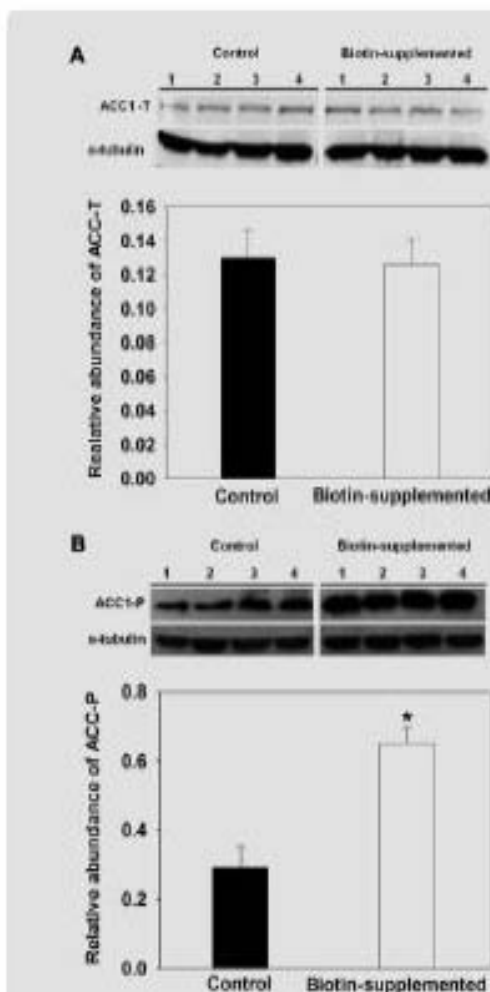 A
Control Biotin-supplemented
1 2 3 4 1 2 3 4
ACC1-T
α-tubulin
Realative abundance of ACC-T
0.16
0.14
0.12
0.10
0.08
0.06
0.04
0.02
0.00
Control Biotin-supplemented
B
Control Biotin-supplemented
1 2 3 4 1 2 3 4
ACC1-P
α-tubulin
Relative abundance of ACC-P
0.8
*
0.6
0.4
0.2
0.0
Control Biotin-supplemented